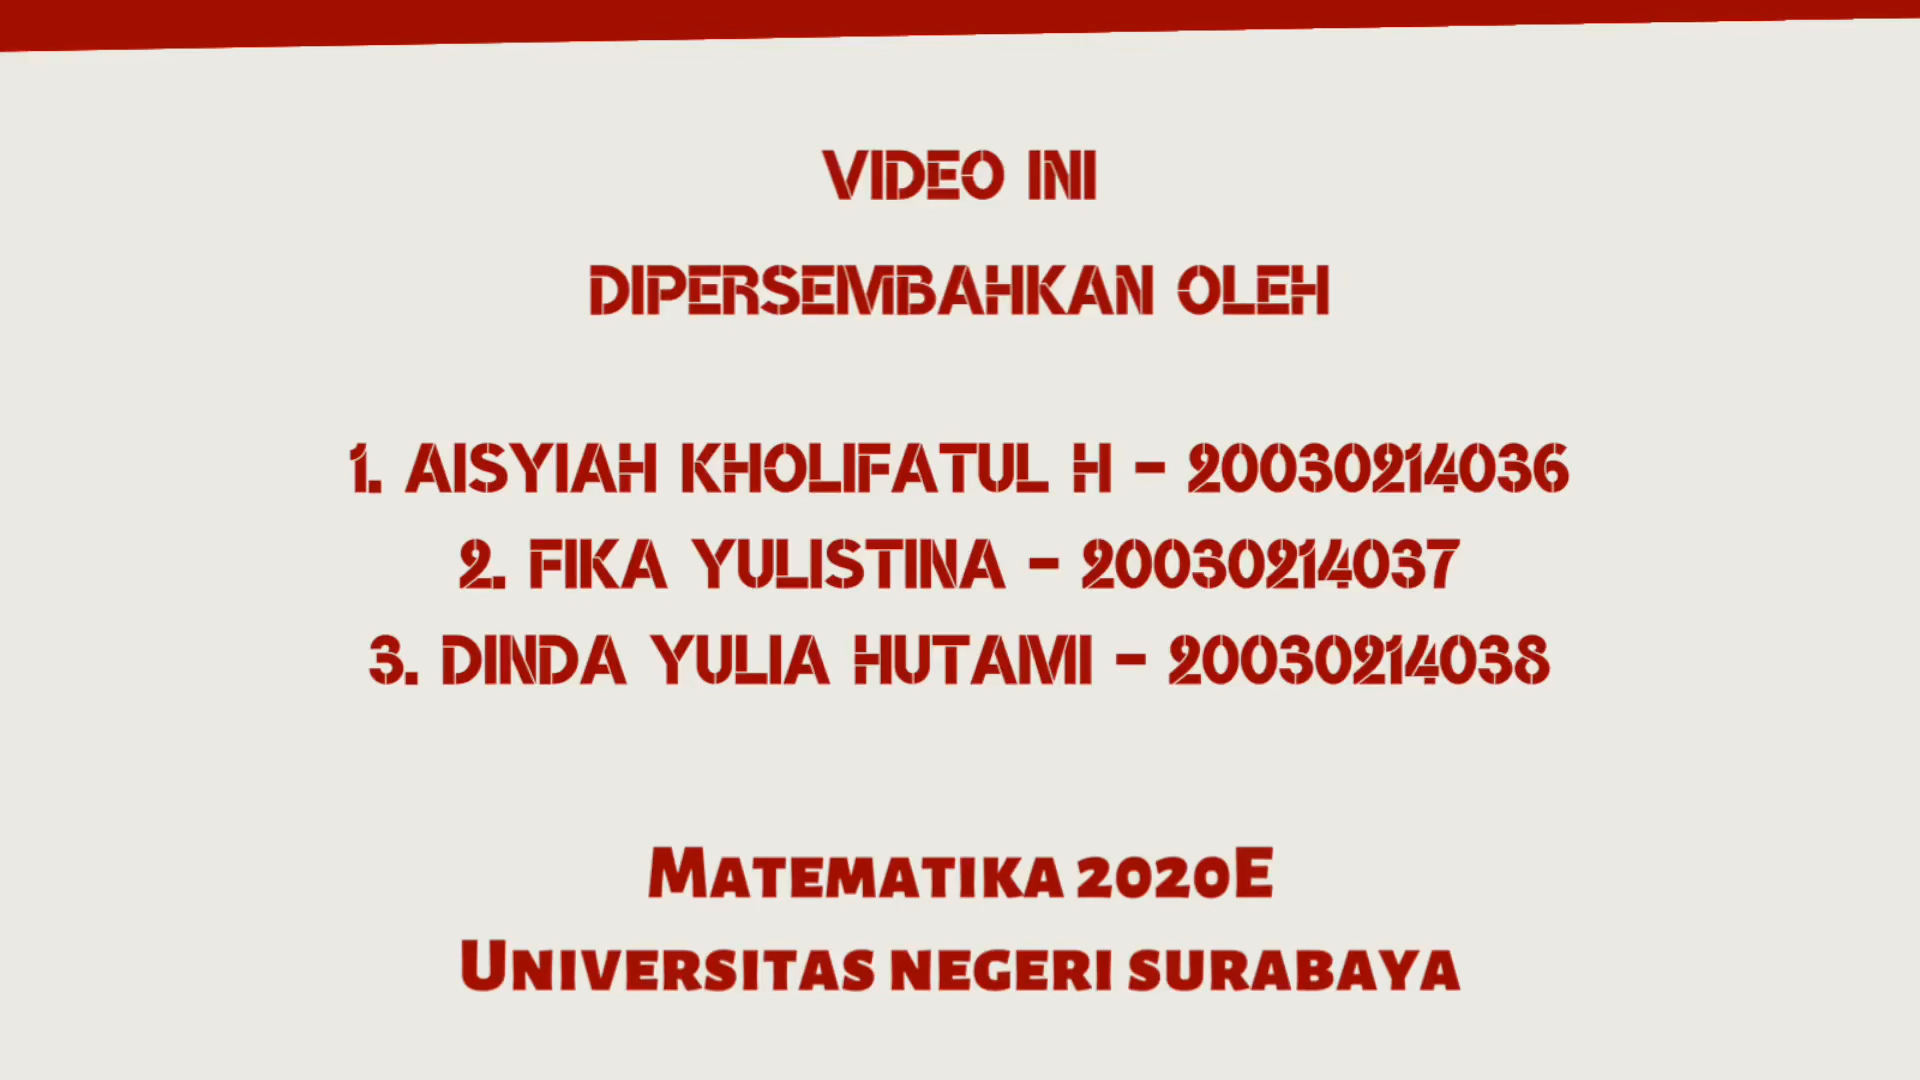 VIDEO INI
DIPERSEMBAHKAN OLEH
1. AISYIAH KHOLIFATUL H - 20030214036
2. FIKA YULISTINA - 20030214037
3. DINDA YULIA HUTAMI - 20030214038
MATEMATIKA 2020E
UNIVERSITAS NEGERI SURABAYA